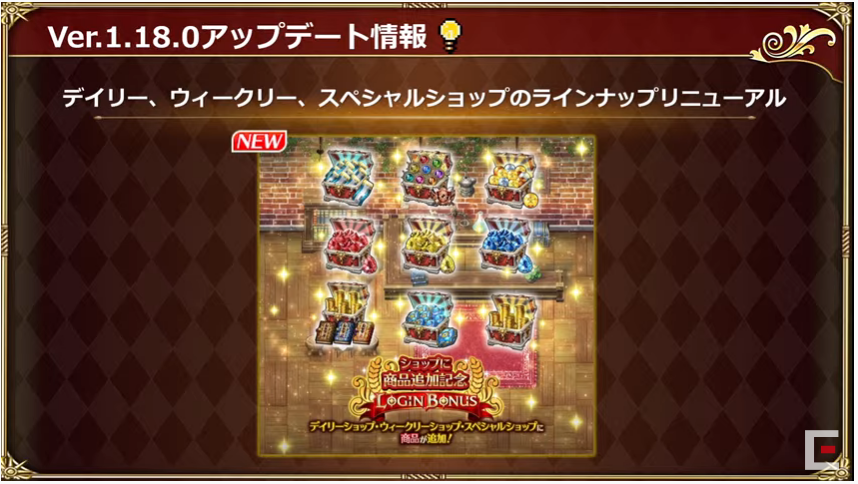 Ver.1.18.0アップデート情報
デイリー、ウィークリー、スペシャルショップのラインナップリニューアル
NEW
ショップに
商品追加記念
LOGIN BONUS
デイリーショップ・ウィークリーショップ・スペシャルショップに
商品が追加!